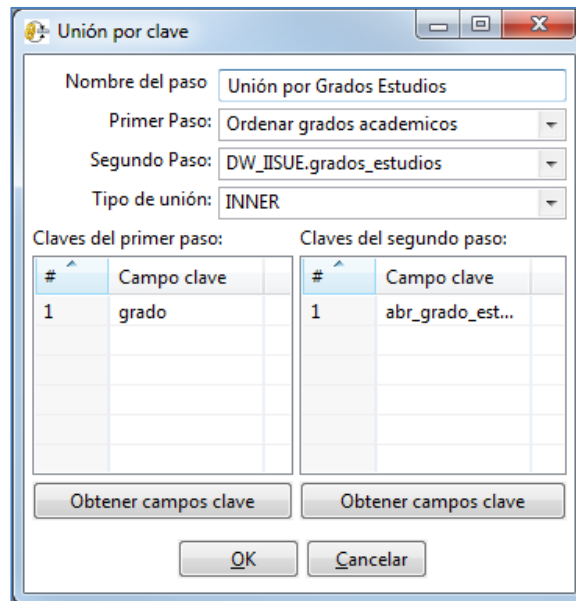 Unión por clave
Nombre del paso Unión por Grados Estudios
Primer Paso: Ordenar grados academicos
Segundo Paso: DW_IISUE.grados_estudios
Tipo de unión: INNER
Claves del primer paso: Claves del segundo paso:
# Campo clave # Campo clave
1 grado 1 abr_grado_est...
Obtener campos clave Obtener campos clave
OK Cancelar